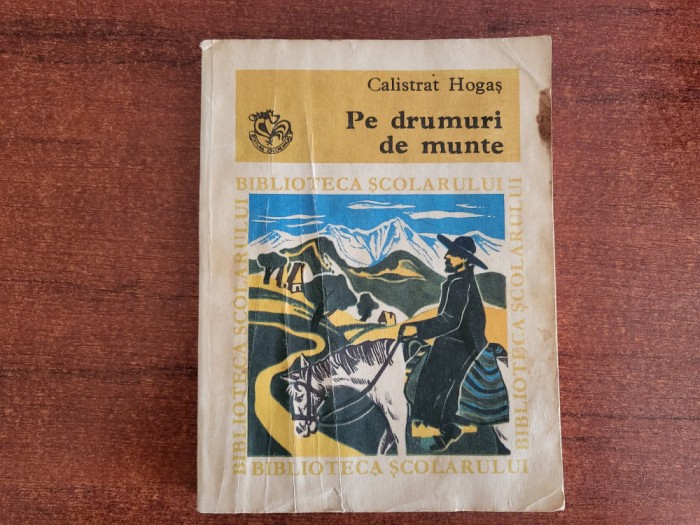 Calistrat Hogaș
Pe drumuri
de munte
BIBLIOTECA ȘCOLARULUI
BIBLIOTECA ȘCOLARULUI
BIBLIOTECA ȘCOLARULUI
BIBLIOTECA ȘCOLARULUI